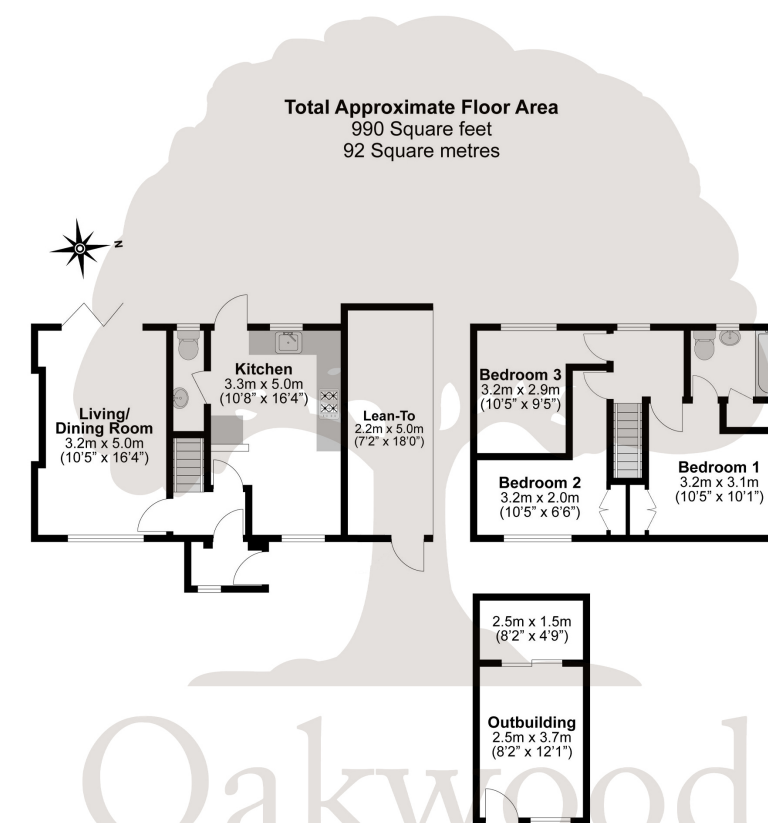 Total Approximate Floor Area
990 Square feet
92 Square metres
N
Living/
Dining Room
3.2m x 5.0m
(10'5" x 16'4")
Kitchen
3.3m x 5.0m
(10'8" x 16'4")
Lean-To
2.2m x 5.0m
(7'2" x 18'0")
Bedroom 3
3.2m x 2.9m
(10'5" x 9'5")
Bedroom 2
3.2m x 2.0m
(10'5" x 6'6")
Bedroom 1
3.2m x 3.1m
(10'5" x 10'1")
2.5m x 1.5m
(8'2" x 4'9")
Outbuilding
2.5m x 3.7m
(8'2" x 12'1")
Oakwood